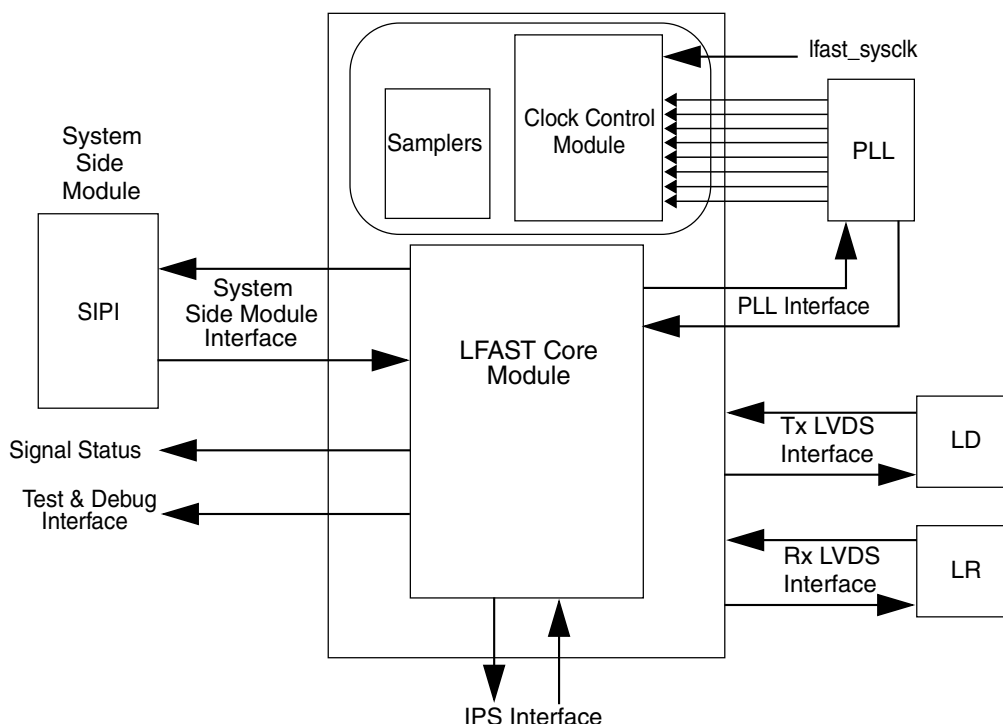 lfast_sysclk
Clock Control
Module
Samplers
PLL
System
Side
Module
SIPI
System
Side Module
Interface
PLL Interface
LFAST Core
Module
Tx LVDS
Interface
LD
Signal Status
Test & Debug
Interface
Rx LVDS
Interface
LR
IPS Interface